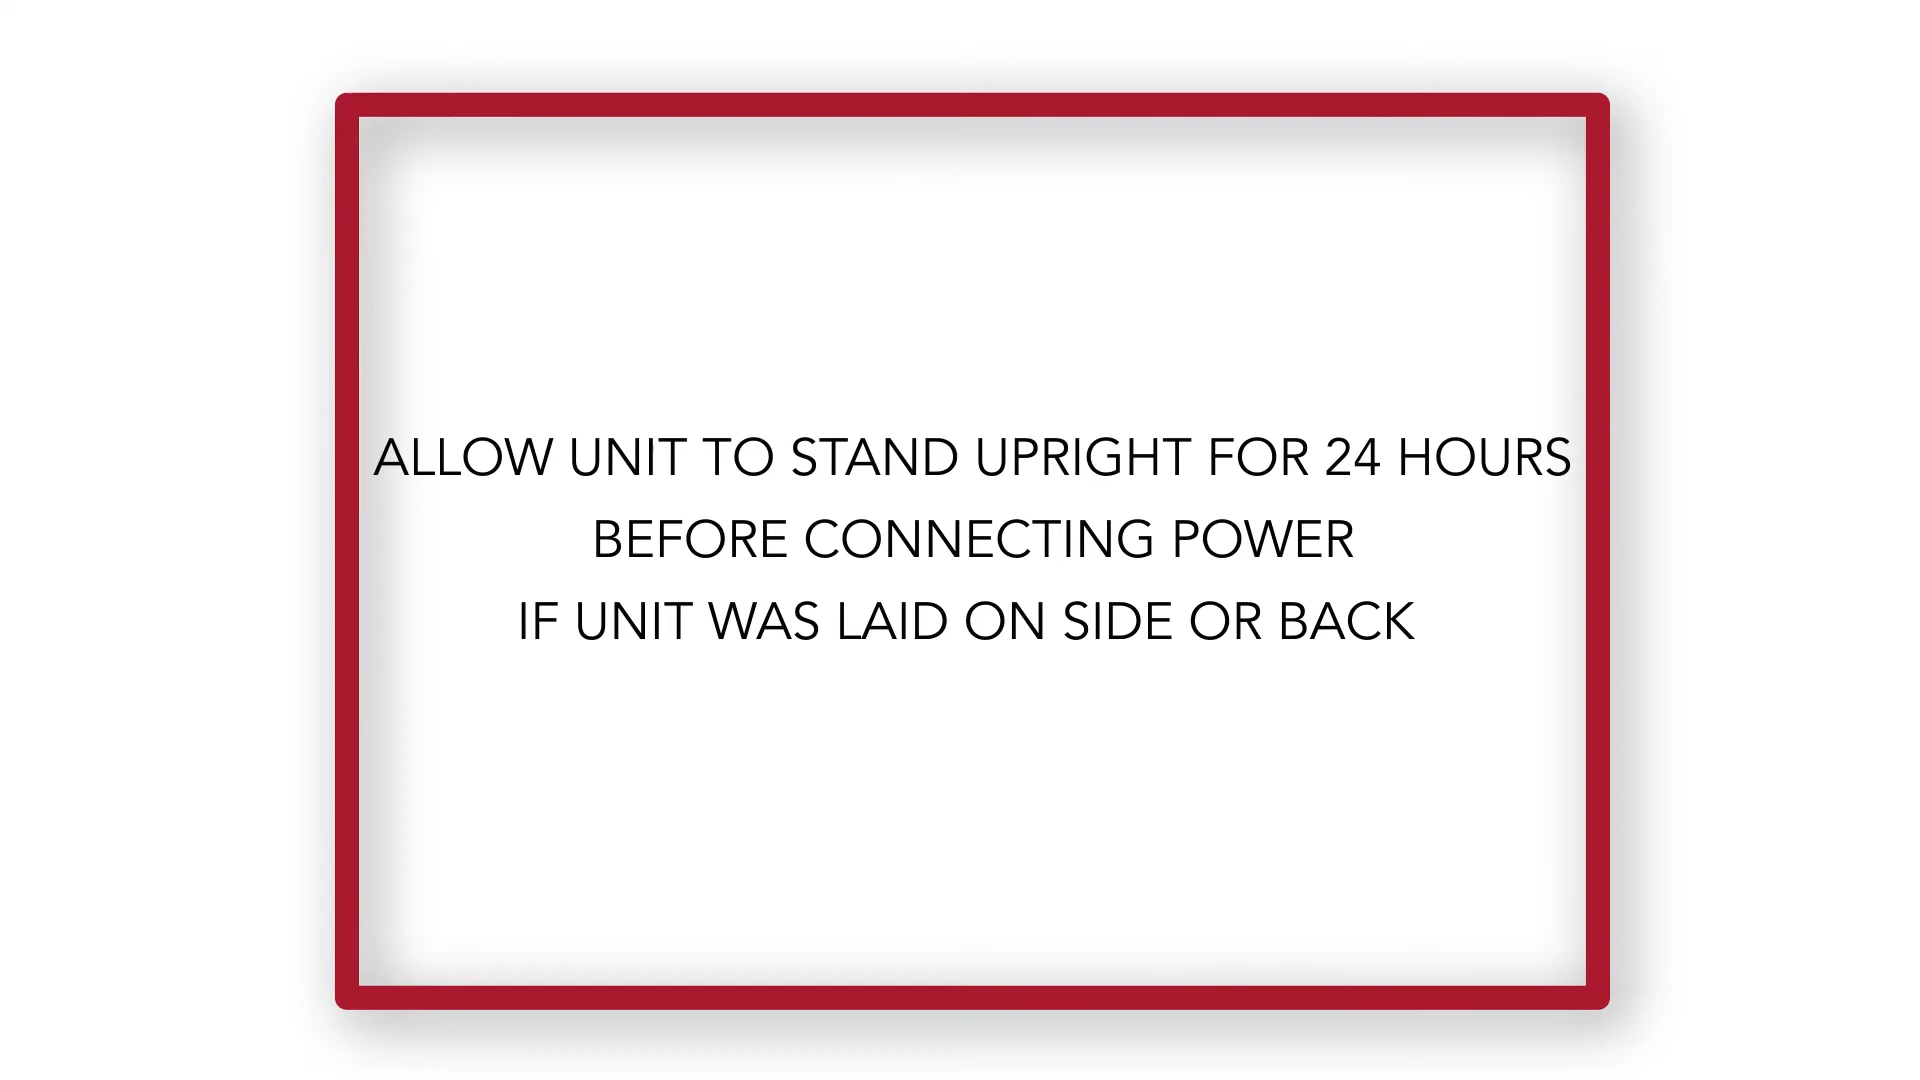 ALLOW UNIT TO STAND UPRIGHT FOR 24 HOURS
BEFORE CONNECTING POWER
IF UNIT WAS LAID ON SIDE OR BACK